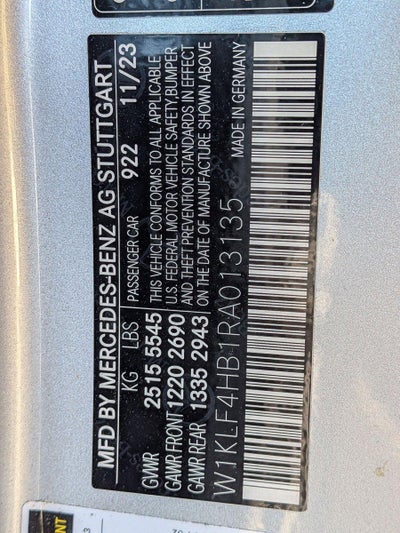 MFD BY MERCEDES-BENZ AG STUTTGART
KG LBS PASSENGER CAR 922 11/23
GVWR 2515 5545 THIS VEHICLE CONFORMS TO ALL APPLICABLE
GAWR FRONT 1220 2690 U.S. FEDERAL MOTOR VEHICLE SAFETY,BUMPER
GAWR REAR 1335 2943 AND THEFT PREVENTION STANDARDS IN EFFECT
ON THE DATE OF MANUFACTURE SHOWN ABOVE
W1KLF4HB1RA013135 MADE IN GERMANY